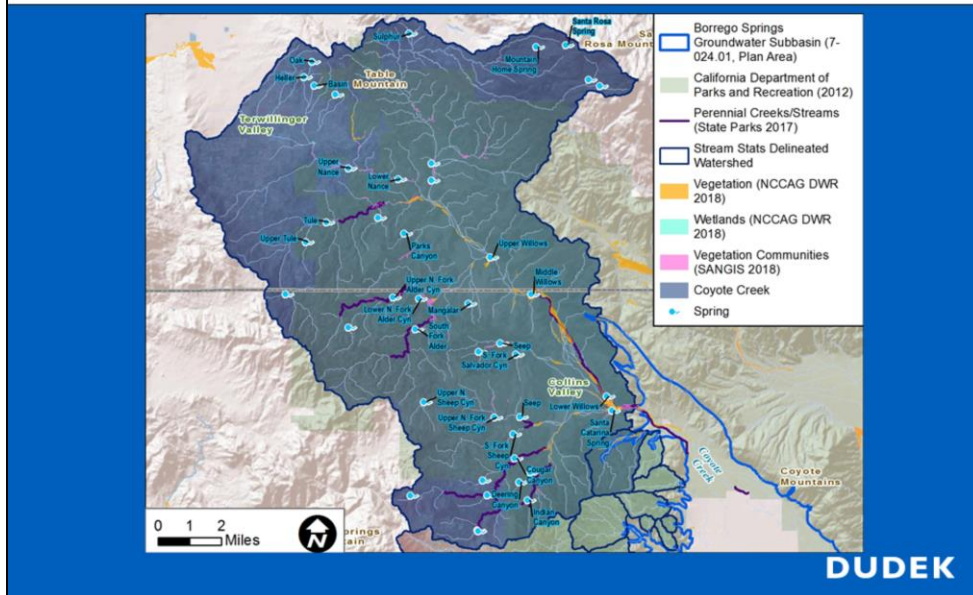 Santa Rosa
Spring
Sulphur
Rosa Mount
Mountain
Home Spring
Oak
Heller
Basin
Table
Mountain
Terwillinger
Valley
Upper
Nance
Lower
Nance
Tule
Upper Tule
Parks
Canyon
Upper Willows
Upper N. Fork
Alder Cyn
Middle
Willows
Lower N. Fork
Alder Cyn
Mangalar
South
Fork
Alder
Seep
S. Fork
Salvador Cyn
Collins
Valley
Upper N.
Sheep Cyn
Seep
Lower Willows
Upper N. Fork
Sheep Cyn
Santa
Catarina
Spring
S. Fork
Sheep
Cyn
Cougar
Canyon
Deering
Canyon
Indian
Canyon
Coyote
Creek
Coyote
Mountains
Borrego Springs
Groundwater Subbasin (7-
024.01, Plan Area)
California Department of
Parks and Recreation (2012)
Perennial Creeks/Streams
(State Parks 2017)
Stream Stats Delineated
Watershed
Vegetation (NCCAG DWR
2018)
Wetlands (NCCAG DWR
2018)
Vegetation Communities
(SANGIS 2018)
Coyote Creek
Spring
0 1 2
Miles
N
prings
tain
DUDEK